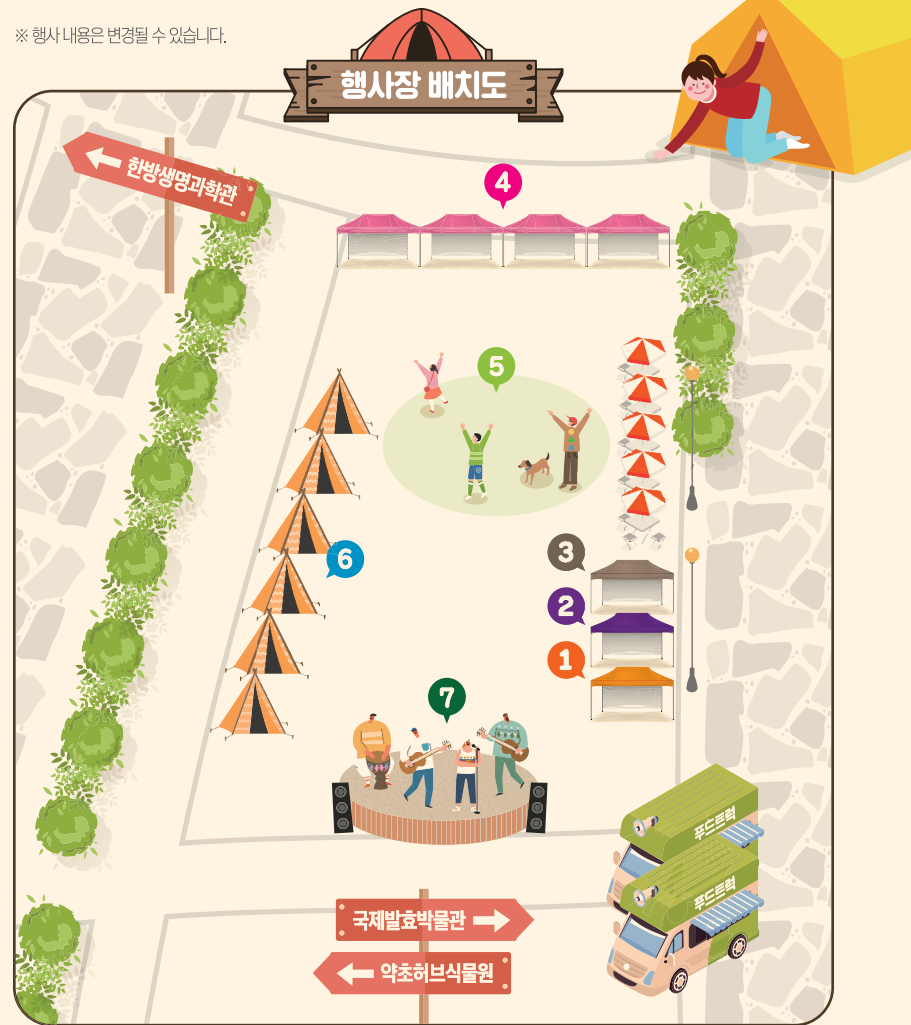 ※ 행사 내용은 변경될 수 있습니다.
행사장 배치도
한방생명과학관
4
5
3
6
2
1
7
푸드트럭
푸드트럭
국제발효박물관
약초허브식물원